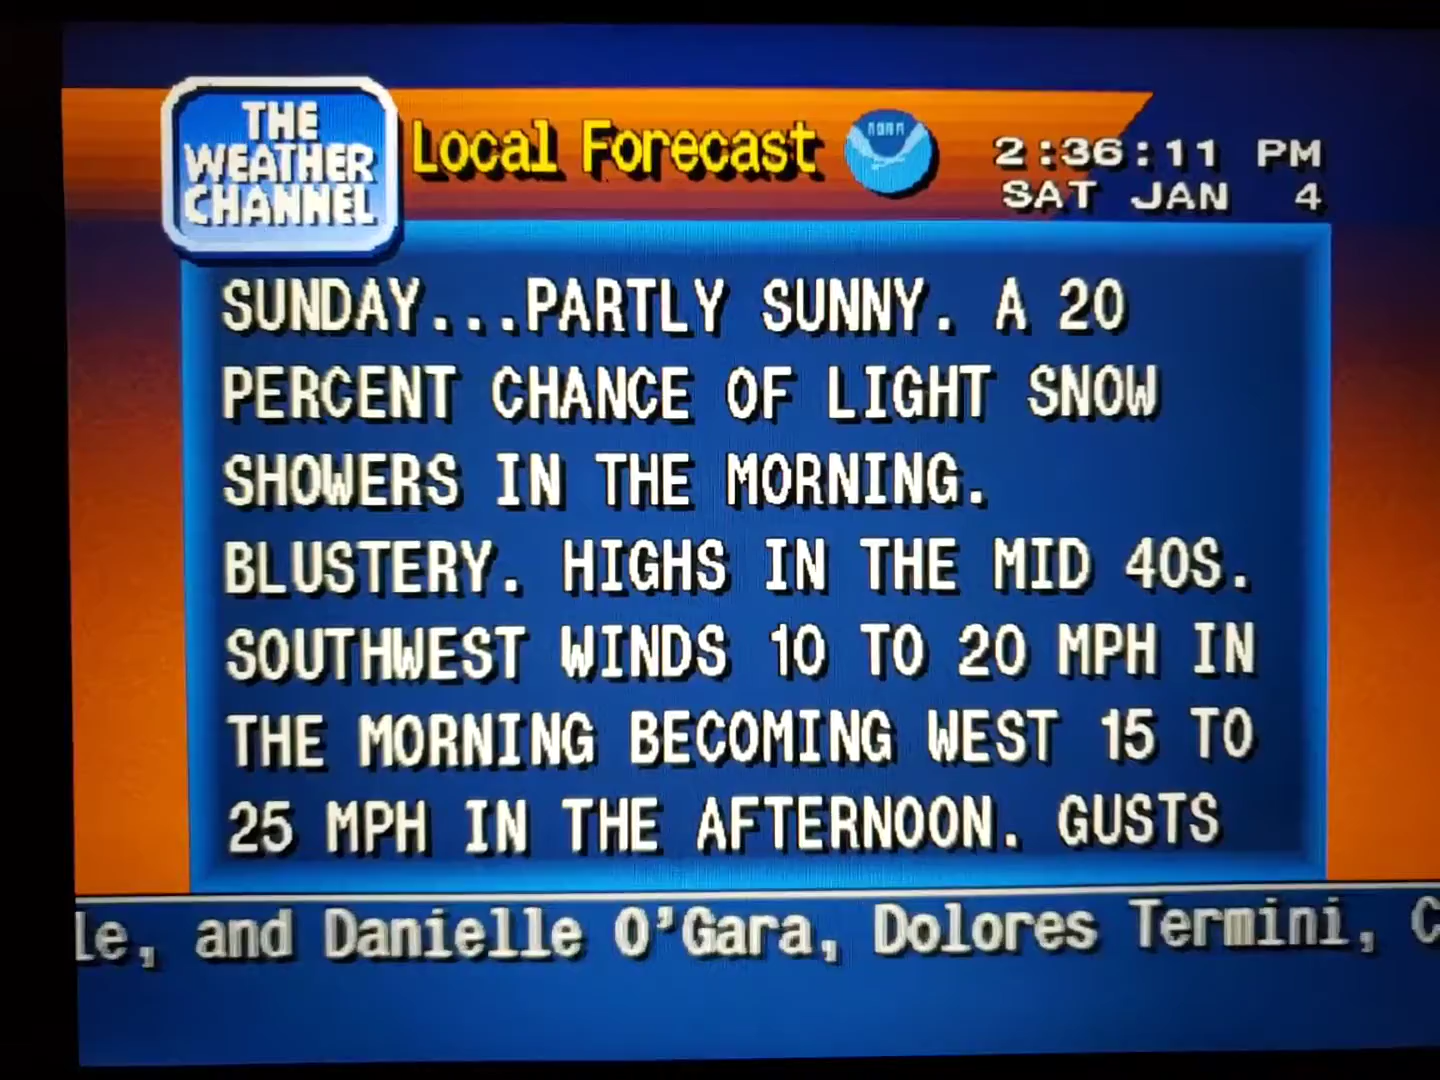 THE
WEATHER
CHANNEL
Local Forecast
NOAA
2:36:11 PM
SAT JAN 4
SUNDAY...PARTLY SUNNY. A 20
PERCENT CHANCE OF LIGHT SNOW
SHOWERS IN THE MORNING.
BLUSTERY. HIGHS IN THE MID 40S.
SOUTHWEST WINDS 10 TO 20 MPH IN
THE MORNING BECOMING WEST 15 TO
25 MPH IN THE AFTERNOON. GUSTS
le, and Danielle O'Gara, Dolores Termini, C